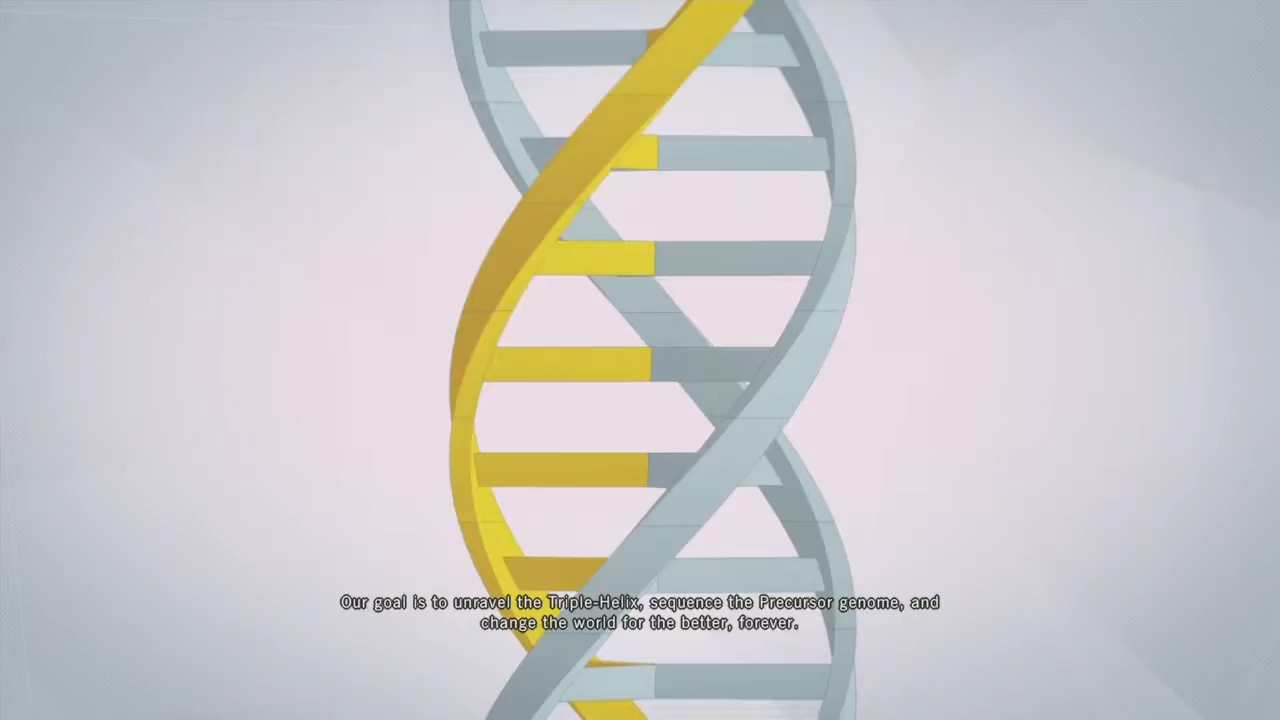 Our goal is to unravel the Triple-Helix, sequence the Precursor genome, and
change the world for the better, forever.